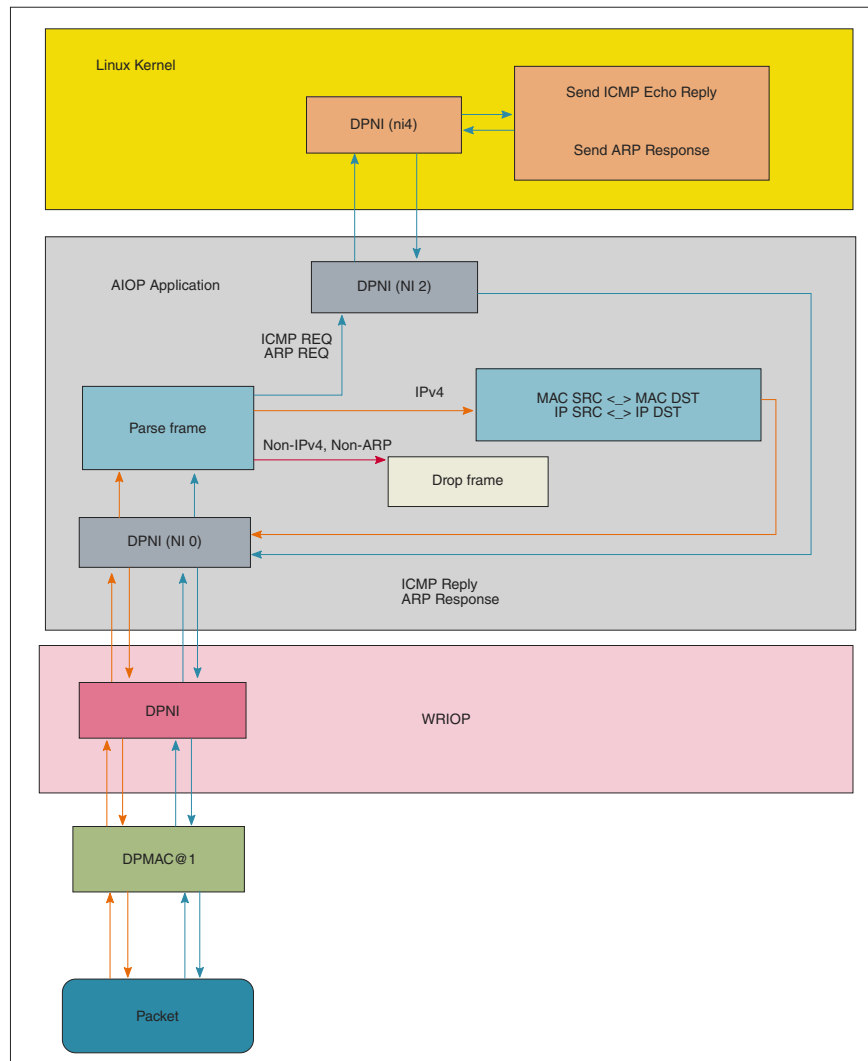 Linux Kernel
Send ICMP Echo Reply
DPNI (ni4)
Send ARP Response
AIOP Application
DPNI (NI 2)
ICMP REQ
ARP REQ
IPv4
MAC SRC <_> MAC DST
IP SRC <_> IP DST
Parse frame
Non-IPv4, Non-ARP
Drop frame
DPNI (NI 0)
ICMP Reply
ARP Response
DPNI
WRIOP
DPMAC@1
Packet